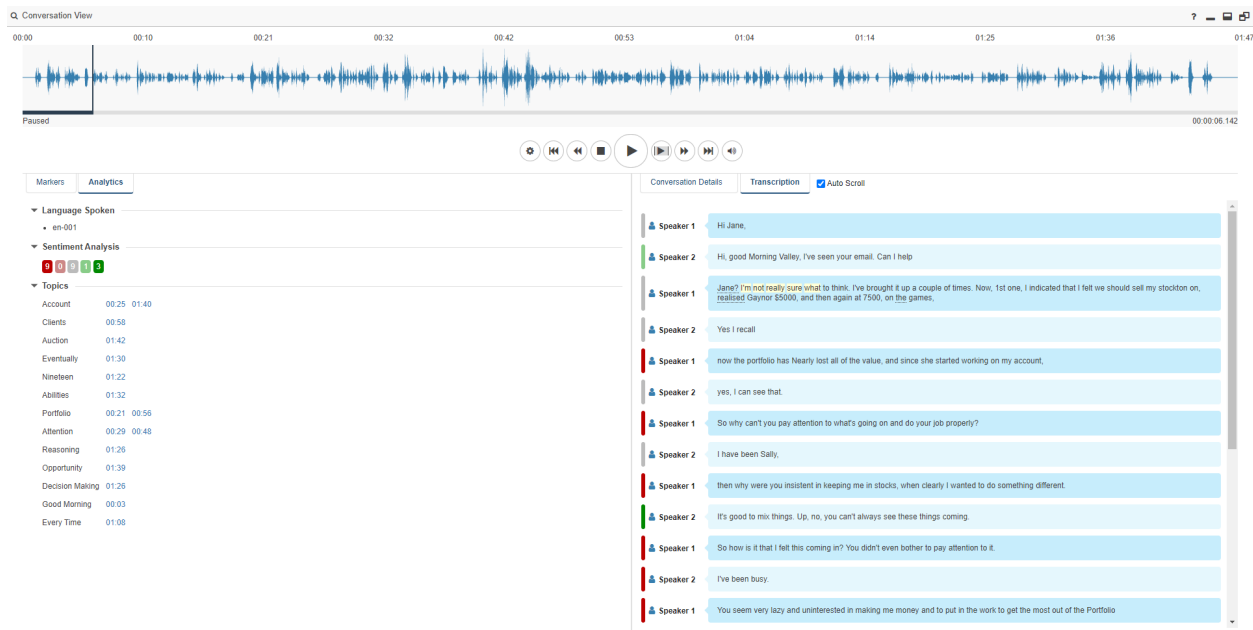 Conversation View
?
00:00 00:10 00:21 00:32 00:42 00:53 01:04 01:14 01:25 01:36 01:47
Paused 00:00:06.142
Markers Analytics
Language Spoken
en-001
Sentiment Analysis
9 0 9 1 3
Topics
Account 00:25 01:40
Clients 00:58
Auction 01:42
Eventually 01:30
Nineteen 01:22
Abilities 01:32
Portfolio 00:21 00:56
Attention 00:29 00:48
Reasoning 01:26
Opportunity 01:39
Decision Making 01:26
Good Morning 00:03
Every Time 01:08
Conversation Details Transcription Auto Scroll
Speaker 1 Hi Jane,
Speaker 2 Hi, good Morning Valley, I've seen your email. Can I help
Speaker 1 Jane? I'm not really sure what to think. I've brought it up a couple of times. Now, 1st one, I indicated that I felt we should sell my stockton on,
realised Gaynor $5000, and then again at 7500, on the games,
Speaker 2 Yes I recall
Speaker 1 now the portfolio has Nearly lost all of the value, and since she started working on my account,
Speaker 2 yes, I can see that.
Speaker 1 So why can't you pay attention to what's going on and do your job properly?
Speaker 2 I have been Sally,
Speaker 1 then why were you insistent in keeping me in stocks, when clearly I wanted to do something different.
Speaker 2 It's good to mix things. Up, no, you can't always see these things coming.
Speaker 1 So how is it that I felt this coming in? You didn't even bother to pay attention to it.
Speaker 2 I've been busy.
Speaker 1 You seem very lazy and uninterested in making me money and to put in the work to get the most out of the Portfolio